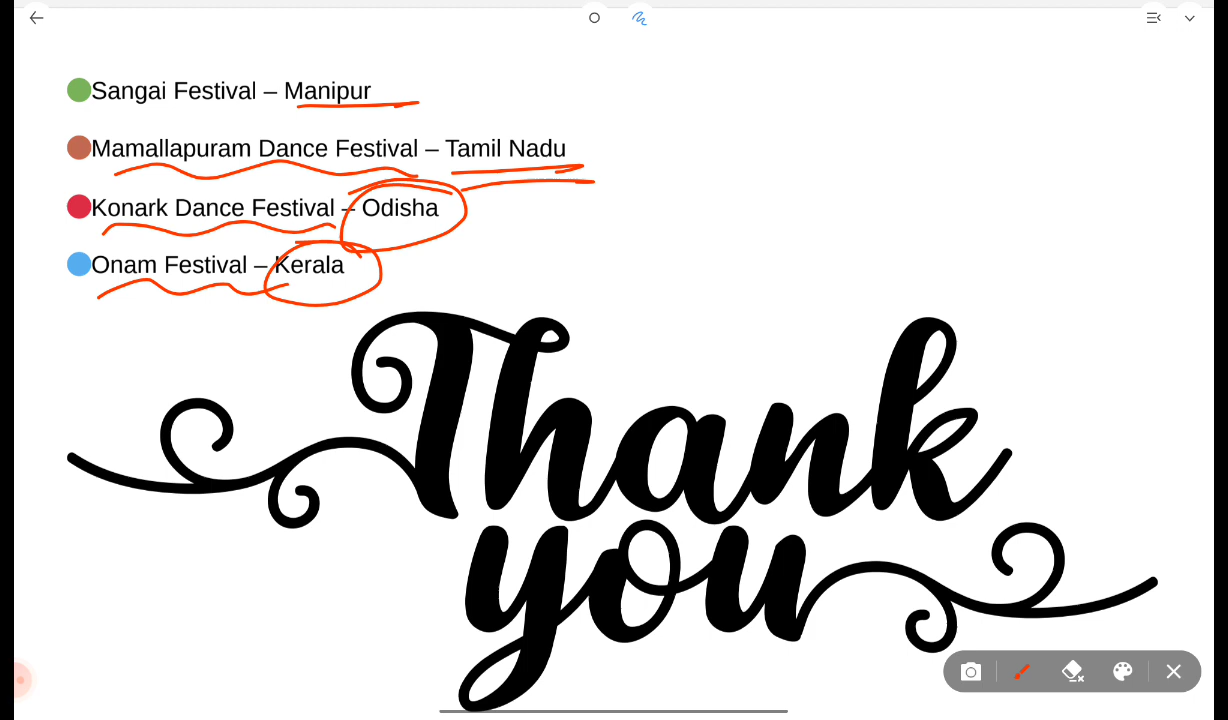 Sangai Festival – Manipur
Mamallapuram Dance Festival – Tamil Nadu
Konark Dance Festival – Odisha
Onam Festival – Kerala
Thank
you